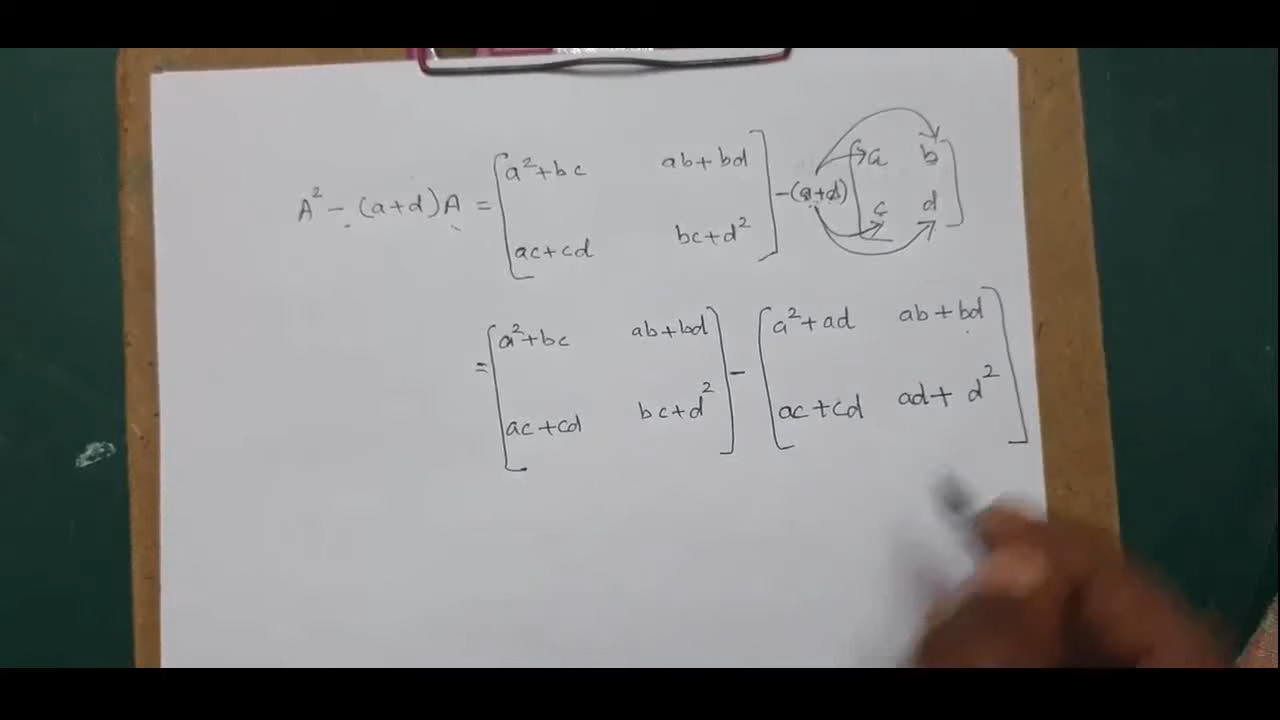 A² - (a+d)A = [a²+bc ab+bd] - (a+d) [a b]
[ac+cd bc+d²] [c d]
= [a²+bc ab+bd] - [a²+ad ab+bd]
[ac+cd bc+d²] [ac+cd ad+d²]